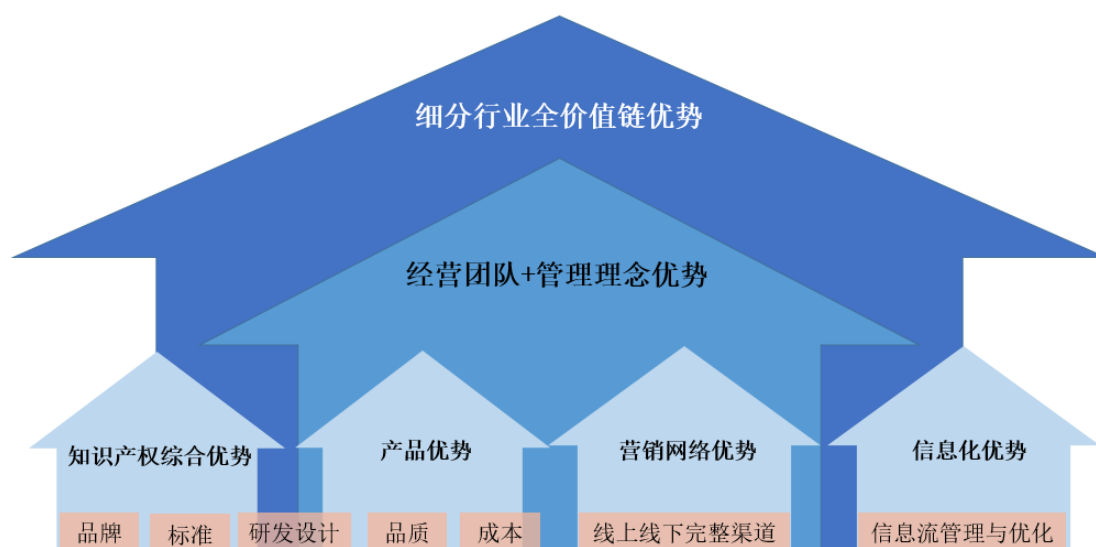 细分行业全价值链优势
经营团队+管理理念优势
知识产权综合优势
产品优势
营销网络优势
信息化优势
品牌
标准
研发设计
品质
成本
线上线下完整渠道
信息流管理与优化